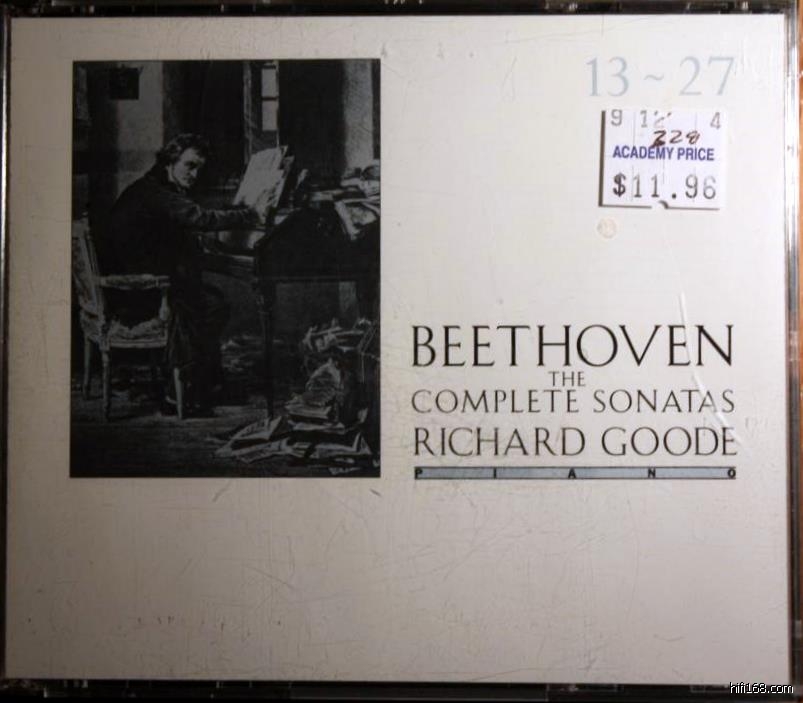 13~27
9 12 4
228
ACADEMY PRICE
$11.96
BEETHOVEN
THE
COMPLETE SONATAS
RICHARD GOODE
PIANO
hifi168.com